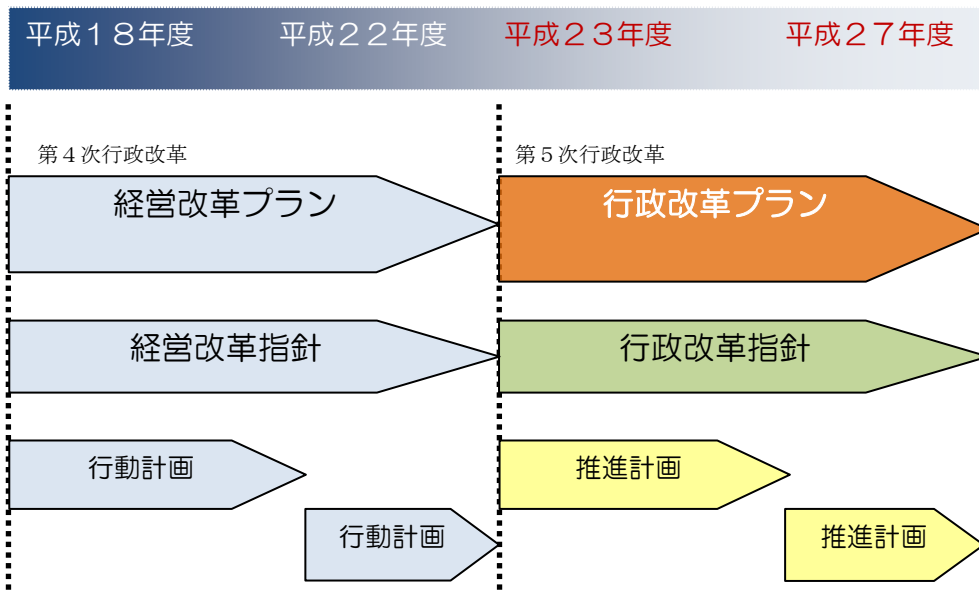 平成１８年度　平成２２年度　平成２３年度　平成２７年度
第４次行政改革　第５次行政改革
経営改革プラン　行政改革プラン
経営改革指針　行政改革指針
行動計画　推進計画
行動計画　推進計画